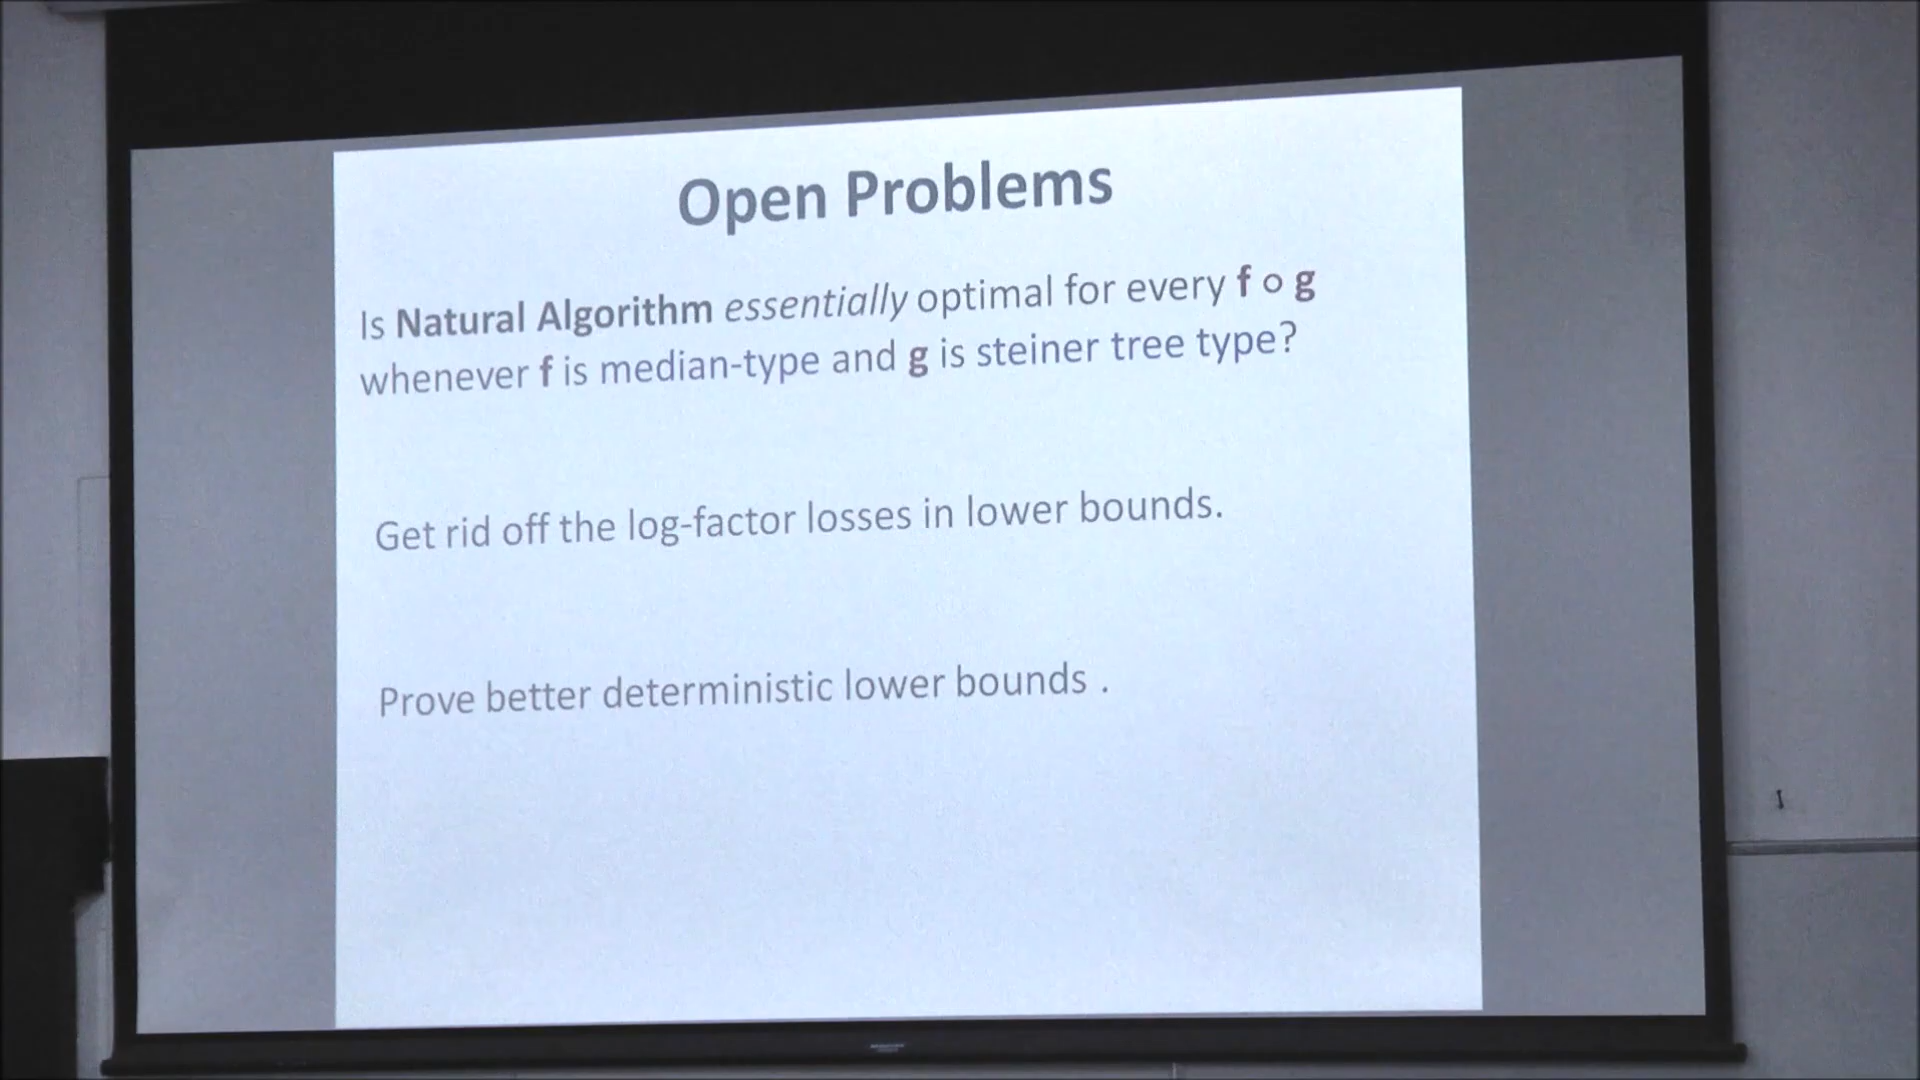 Open Problems
Is Natural Algorithm essentially optimal for every f o g
whenever f is median-type and g is steiner tree type?
Get rid off the log-factor losses in lower bounds.
Prove better deterministic lower bounds .